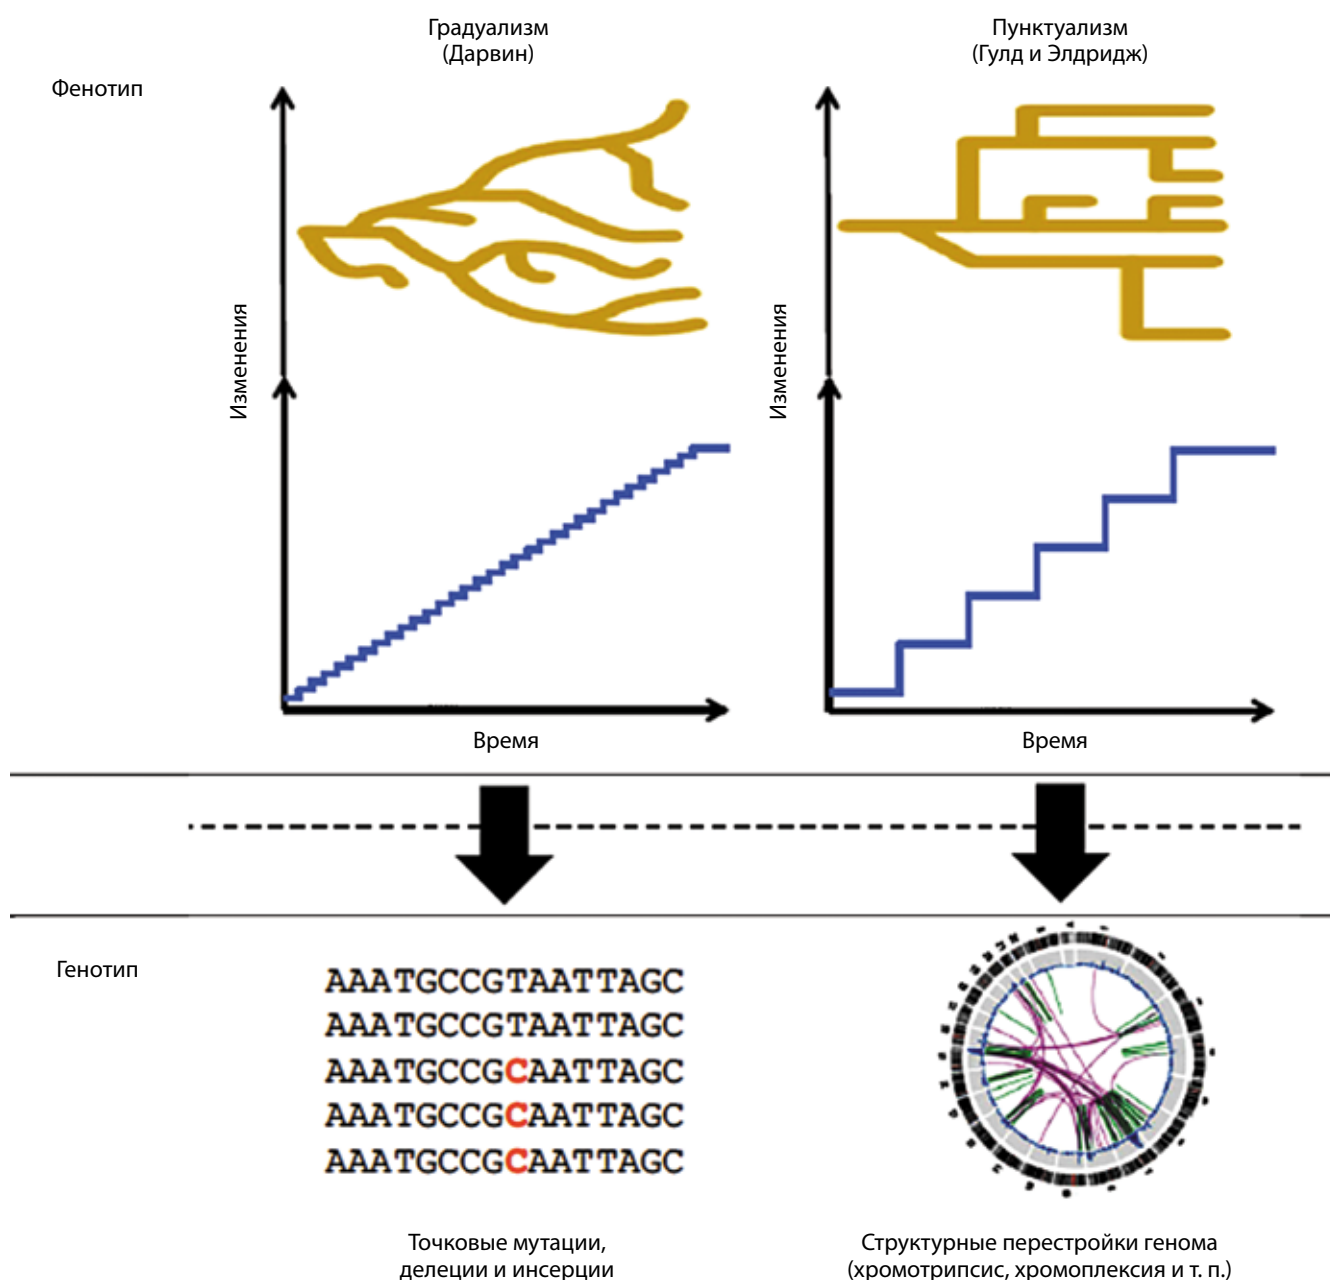 Градуализм
(Дарвин)
Пунктуализм
(Гулд и Элдридж)
Фенотип
Изменения
Изменения
Время
Время
Генотип
AAATGCCGTAATTAGC
AAATGCCGTAATTAGC
AAATGCCGCAATTAGC
AAATGCCGCAATTAGC
AAATGCCGCAATTAGC
Точковые мутации,
делеции и инсерции
Структурные перестройки генома
(хромотрипсис, хромоплексия и т. п.)